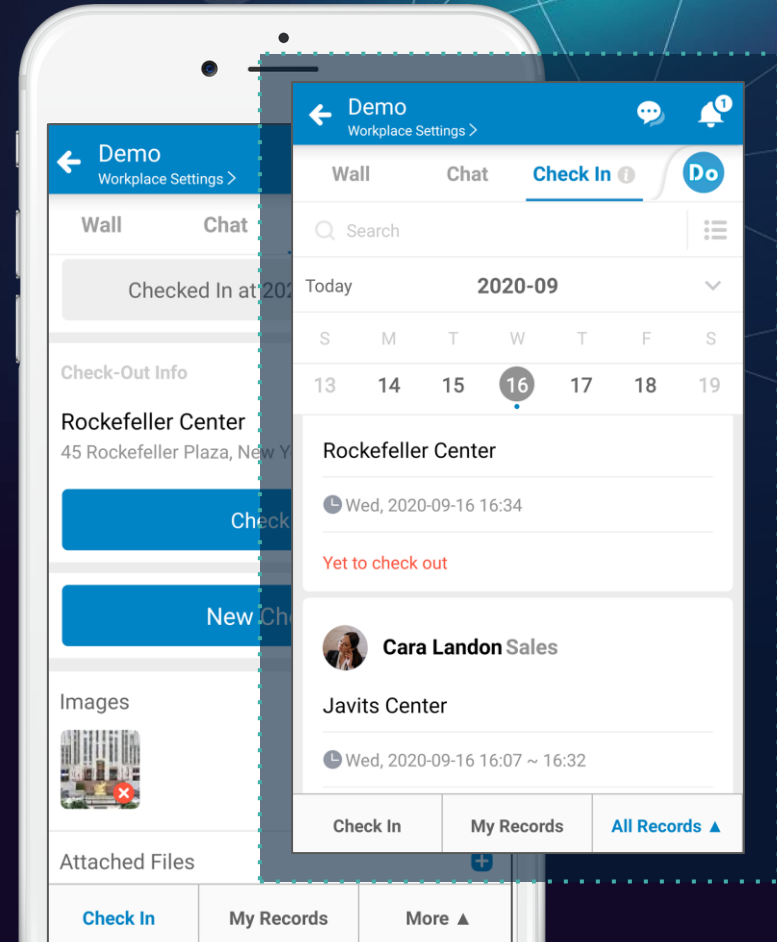 Demo
Workplace Settings >
Wall Chat
Checked In at 202
Check-Out Info
Rockefeller Center
45 Rockefeller Plaza, New Y
Check
New Che
Images
Attached Files
Check In My Records More ▲
Demo
Workplace Settings >
1
Wall Chat Check In i Do
Search
Today 2020-09
S M T W T F S
13 14 15 16 17 18 19
Rockefeller Center
Wed, 2020-09-16 16:34
Yet to check out
Cara Landon Sales
Javits Center
Wed, 2020-09-16 16:07 ~ 16:32
Check In My Records All Records ▲